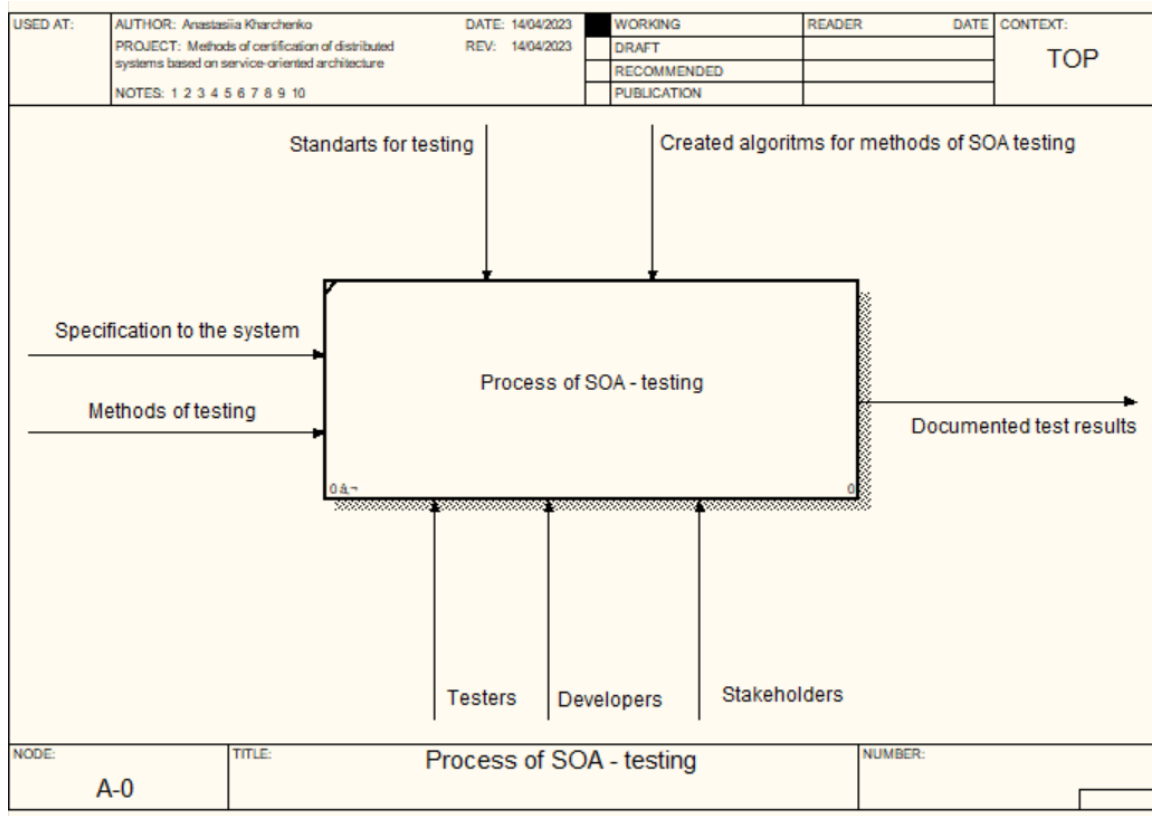 USED AT:
AUTHOR: Anastasiia Kharchenko
DATE: 14/04/2023
PROJECT: Methods of certification of distributed
systems based on service-oriented architecture
REV: 14/04/2023
NOTES: 1 2 3 4 5 6 7 8 9 10
WORKING
DRAFT
RECOMMENDED
PUBLICATION
READER DATE
CONTEXT:
TOP
Standarts for testing
Created algoritms for methods of SOA testing
Specification to the system
Methods of testing
Process of SOA - testing
Documented test results
0 â‚¬
0
Testers
Developers
Stakeholders
NODE:
A-0
TITLE:
Process of SOA - testing
NUMBER: